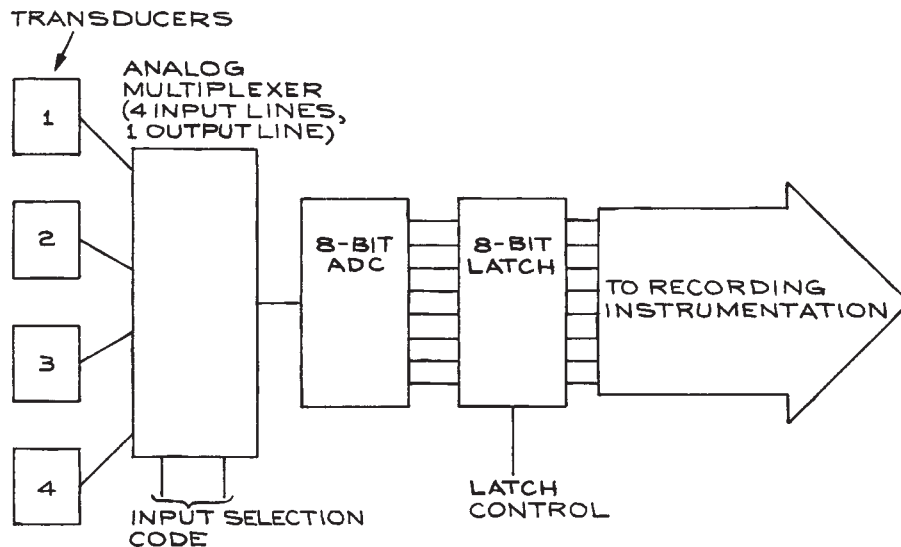 TRANSDUCERS
ANALOG
MULTIPLEXER
(4 INPUT LINES,
1 OUTPUT LINE)
1
2
3
4
8-BIT
ADC
8-BIT
LATCH
TO RECORDING
INSTRUMENTATION
INPUT SELECTION
CODE
LATCH
CONTROL